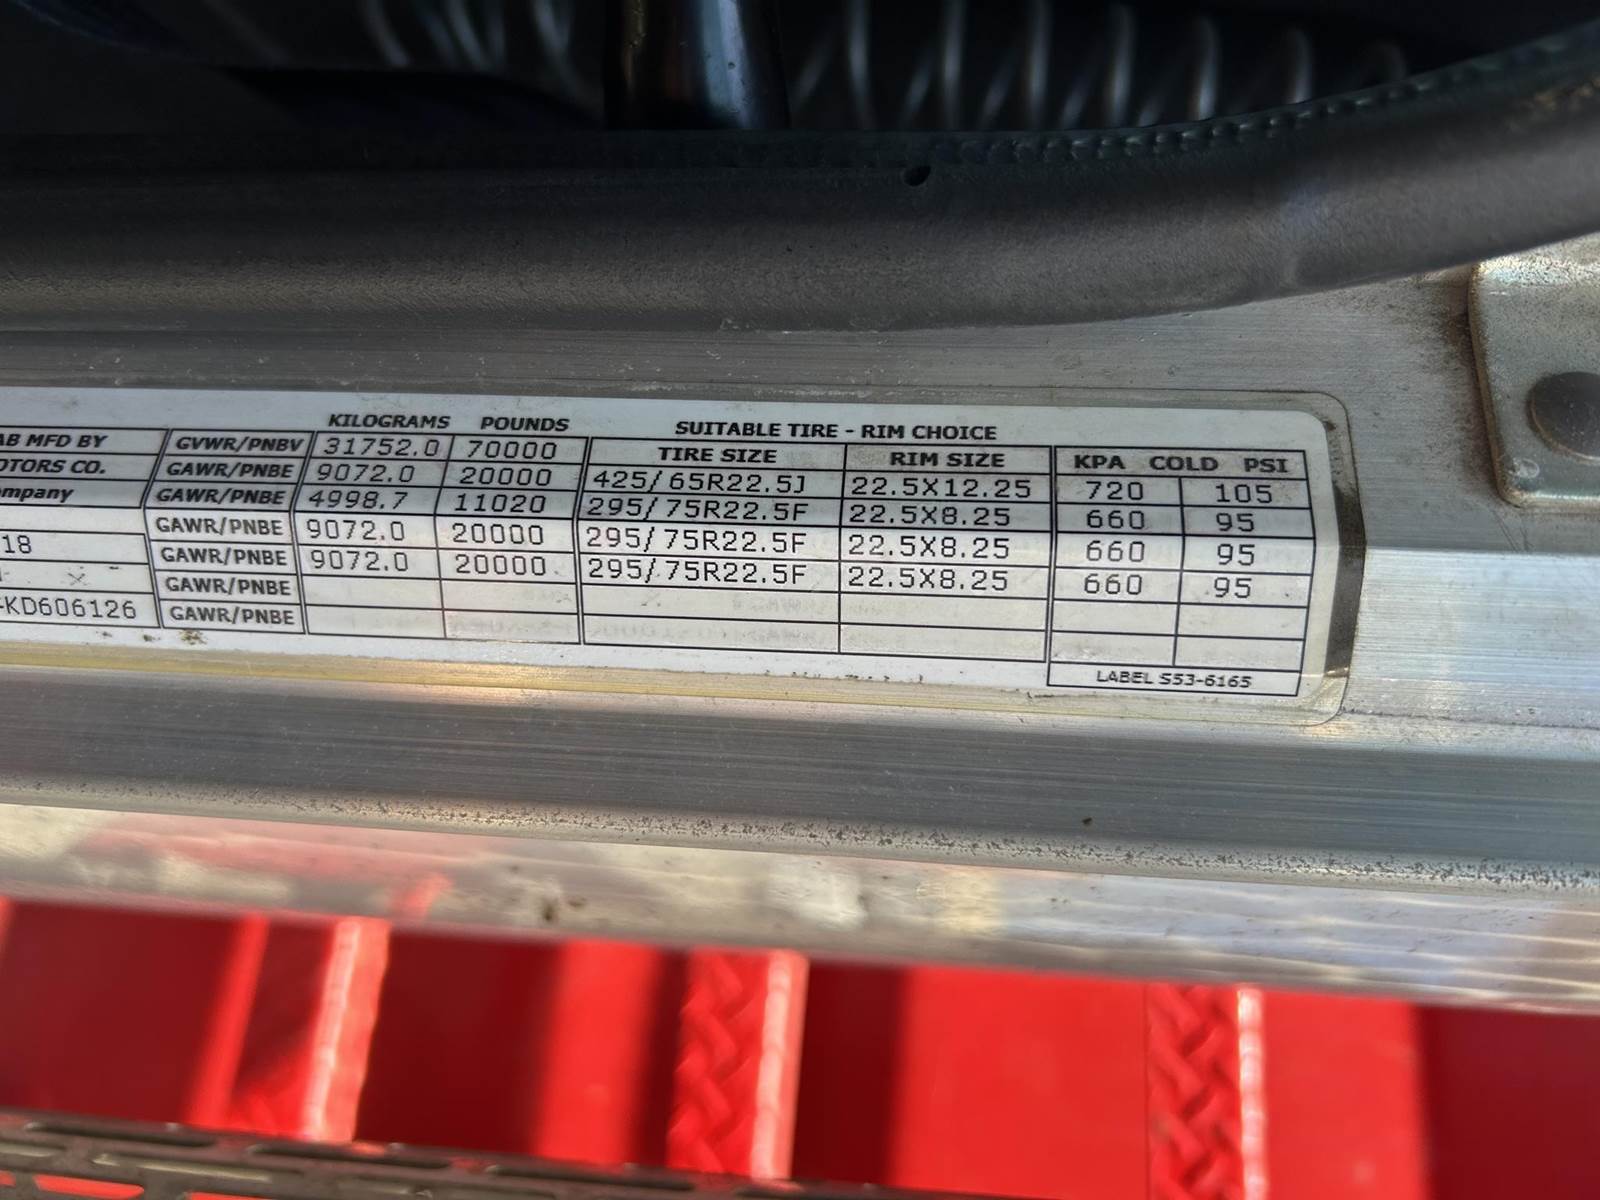 KILOGRAMS POUNDS SUITABLE TIRE - RIM CHOICE
AB MFD BY GVWR/PNBV 31752.0 70000 TIRE SIZE RIM SIZE KPA COLD PSI
OTORS CO. GAWR/PNBE 9072.0 20000 425/65R22.5J 22.5X12.25 720 105
ompany GAWR/PNBE 4998.7 11020 295/75R22.5F 22.5X8.25 660 95
GAWR/PNBE 9072.0 20000 295/75R22.5F 22.5X8.25 660 95
18 GAWR/PNBE 9072.0 20000 295/75R22.5F 22.5X8.25 660 95
GAWR/PNBE
KD606126 GAWR/PNBE
LABEL S53-6165